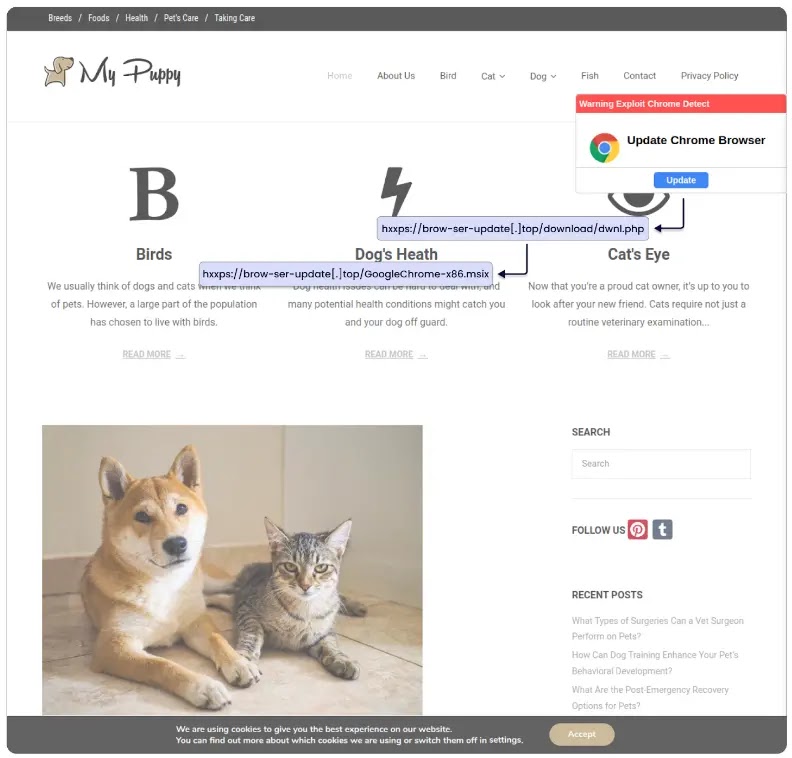 Breeds / Foods / Health / Pet's Care / Taking Care
My Puppy
Home About Us Bird Cat Dog Fish Contact Privacy Policy
Warning Exploit Chrome Detect
Update Chrome Browser
Update
B
hxxps://brow-ser-update[.]top/download/dwnl.php
Birds
Dog's Heath
Cat's Eye
hxxps://brow-ser-update[.]top/GoogleChrome-x86.msix
We usually think of dogs and cats when we think
of pets. However, a large part of the population
has chosen to live with birds.
READ MORE →
Dog health issues can be hard to deal with, and
many potential health conditions might catch you
and your dog off guard.
READ MORE →
Now that you're a proud cat owner, it's up to you to
look after your new friend. Cats require not just a
routine veterinary examination...
READ MORE →
SEARCH
Search
FOLLOW US
RECENT POSTS
What Types of Surgeries Can a Vet Surgeon
Perform on Pets?
How Can Dog Training Enhance Your Pet's
Behavioral Development?
What Are the Post-Emergency Recovery
Options for Pets?
We are using cookies to give you the best experience on our website.
You can find out more about which cookies we are using or switch them off in settings.
Accept